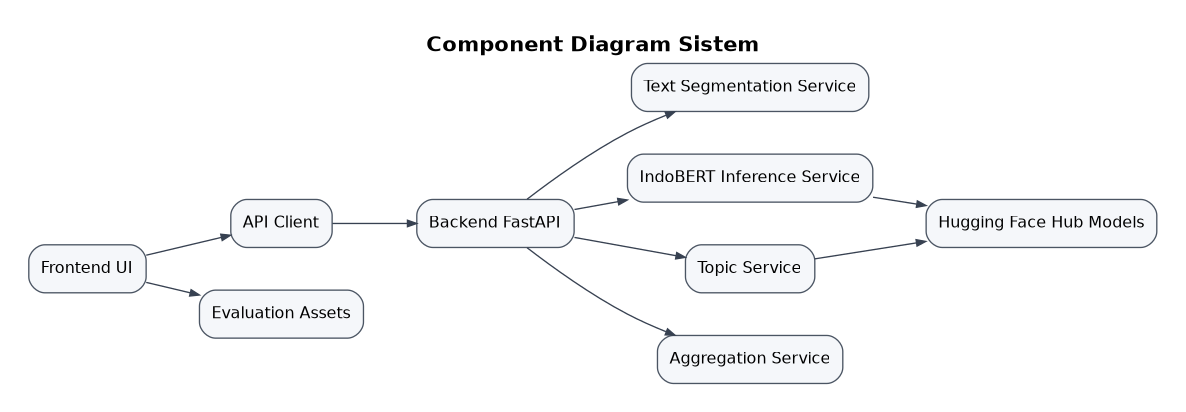 Component Diagram Sistem
Text Segmentation Service
IndoBERT Inference Service
API Client
Backend FastAPI
Hugging Face Hub Models
Frontend UI
Topic Service
Evaluation Assets
Aggregation Service